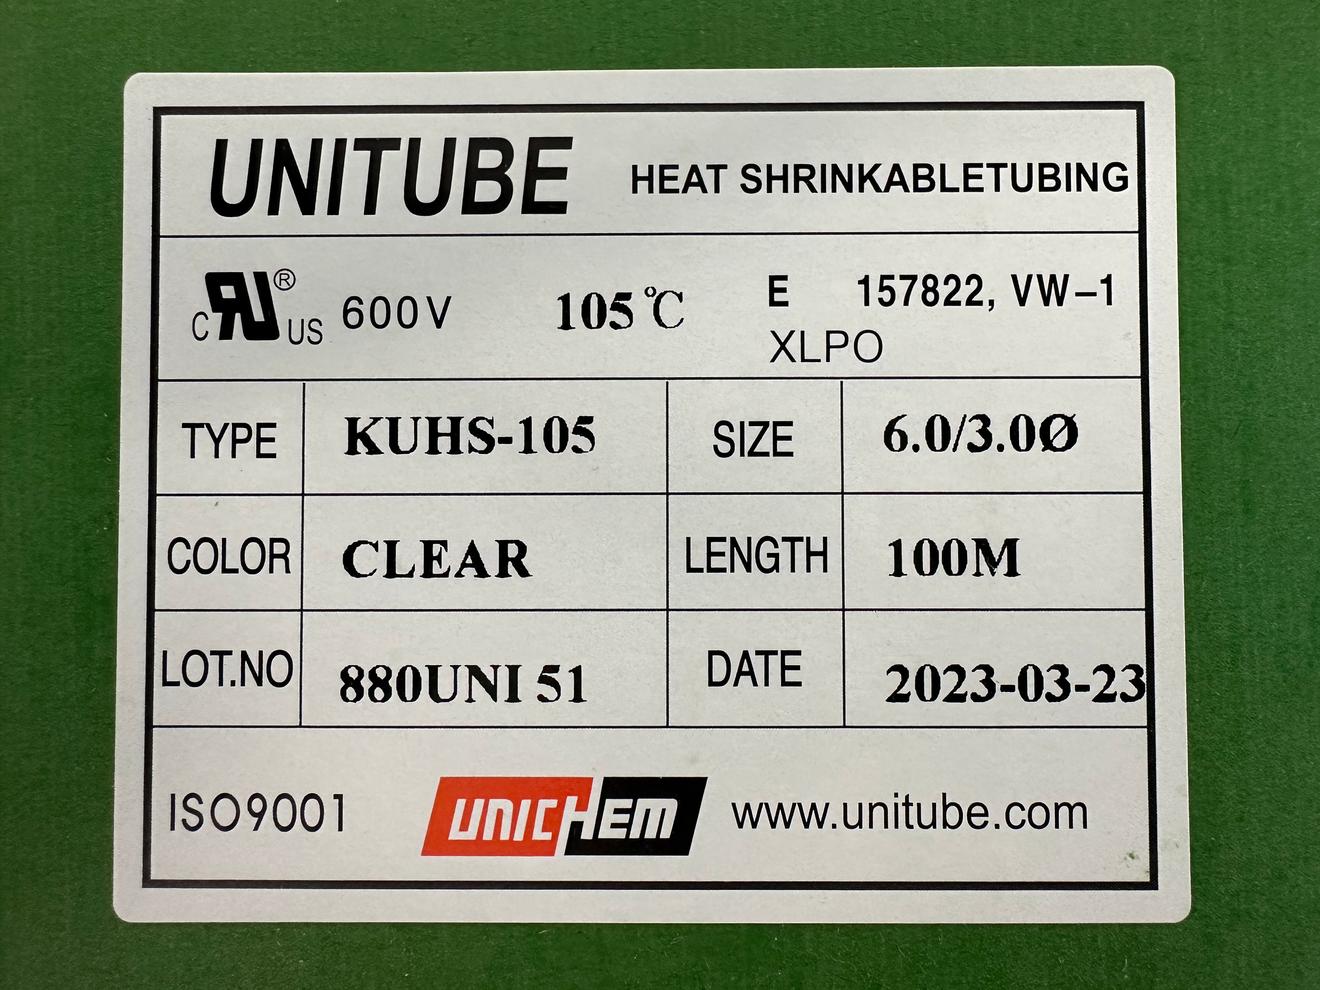 UNITUBE HEAT SHRINKABLETUBING
C RU® US 600V 105℃ E 157822, VW-1
XLPO
TYPE KUHS-105 SIZE 6.0/3.0Ø
COLOR CLEAR LENGTH 100M
LOT.NO 880UNI 51 DATE 2023-03-23
ISO9001 UNICHEM www.unitube.com